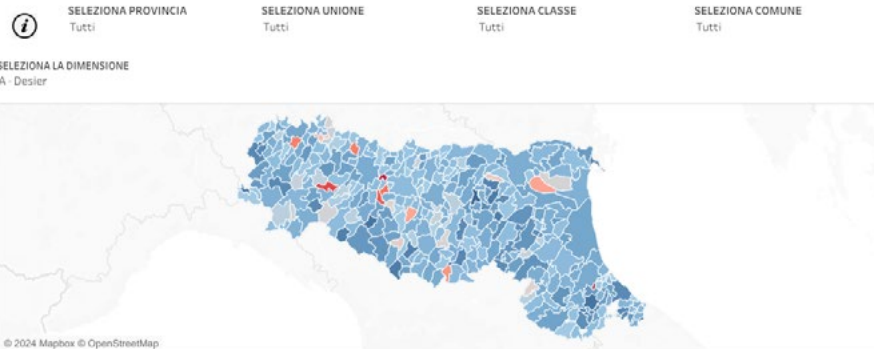 SELEZIONA PROVINCIA SELEZIONA UNIONE SELEZIONA CLASSE SELEZIONA COMUNE
i Tutti Tutti Tutti Tutti
SELEZIONA LA DIMENSIONE
A - Desier
© 2024 Mapbox © OpenStreetMap